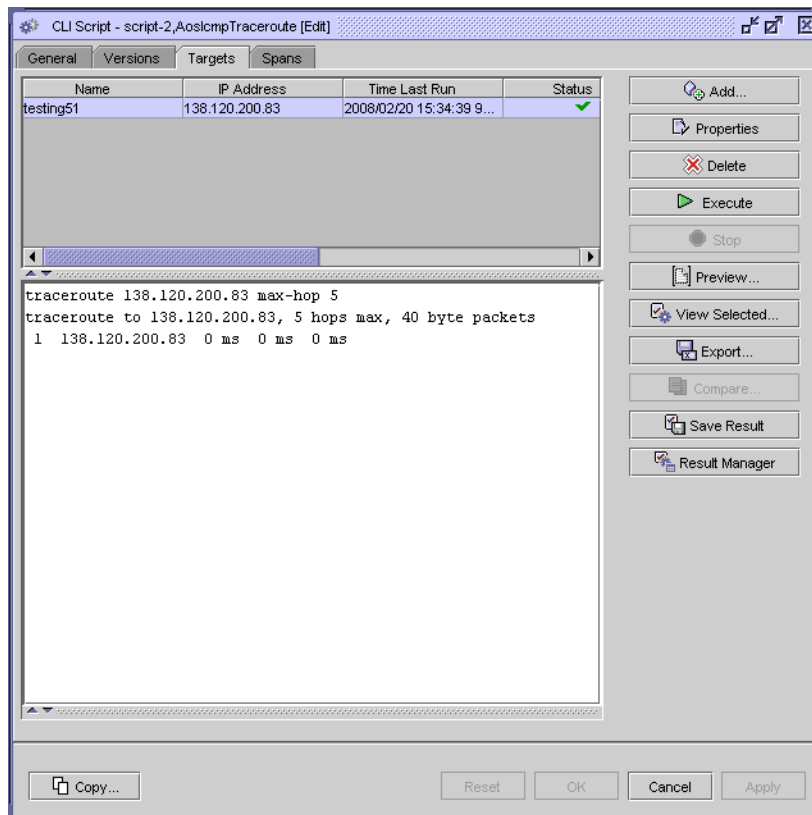 CLI Script - script-2,AosIcmpTraceroute [Edit]
General Versions Targets Spans
Name IP Address Time Last Run Status
testing51 138.120.200.83 2008/02/20 15:34:39 9...
Add...
Properties
Delete
Execute
Stop
Preview...
View Selected...
Export...
Compare...
Save Result
Result Manager
traceroute 138.120.200.83 max-hop 5
traceroute to 138.120.200.83, 5 hops max, 40 byte packets
1 138.120.200.83 0 ms 0 ms 0 ms
Copy... Reset OK Cancel Apply